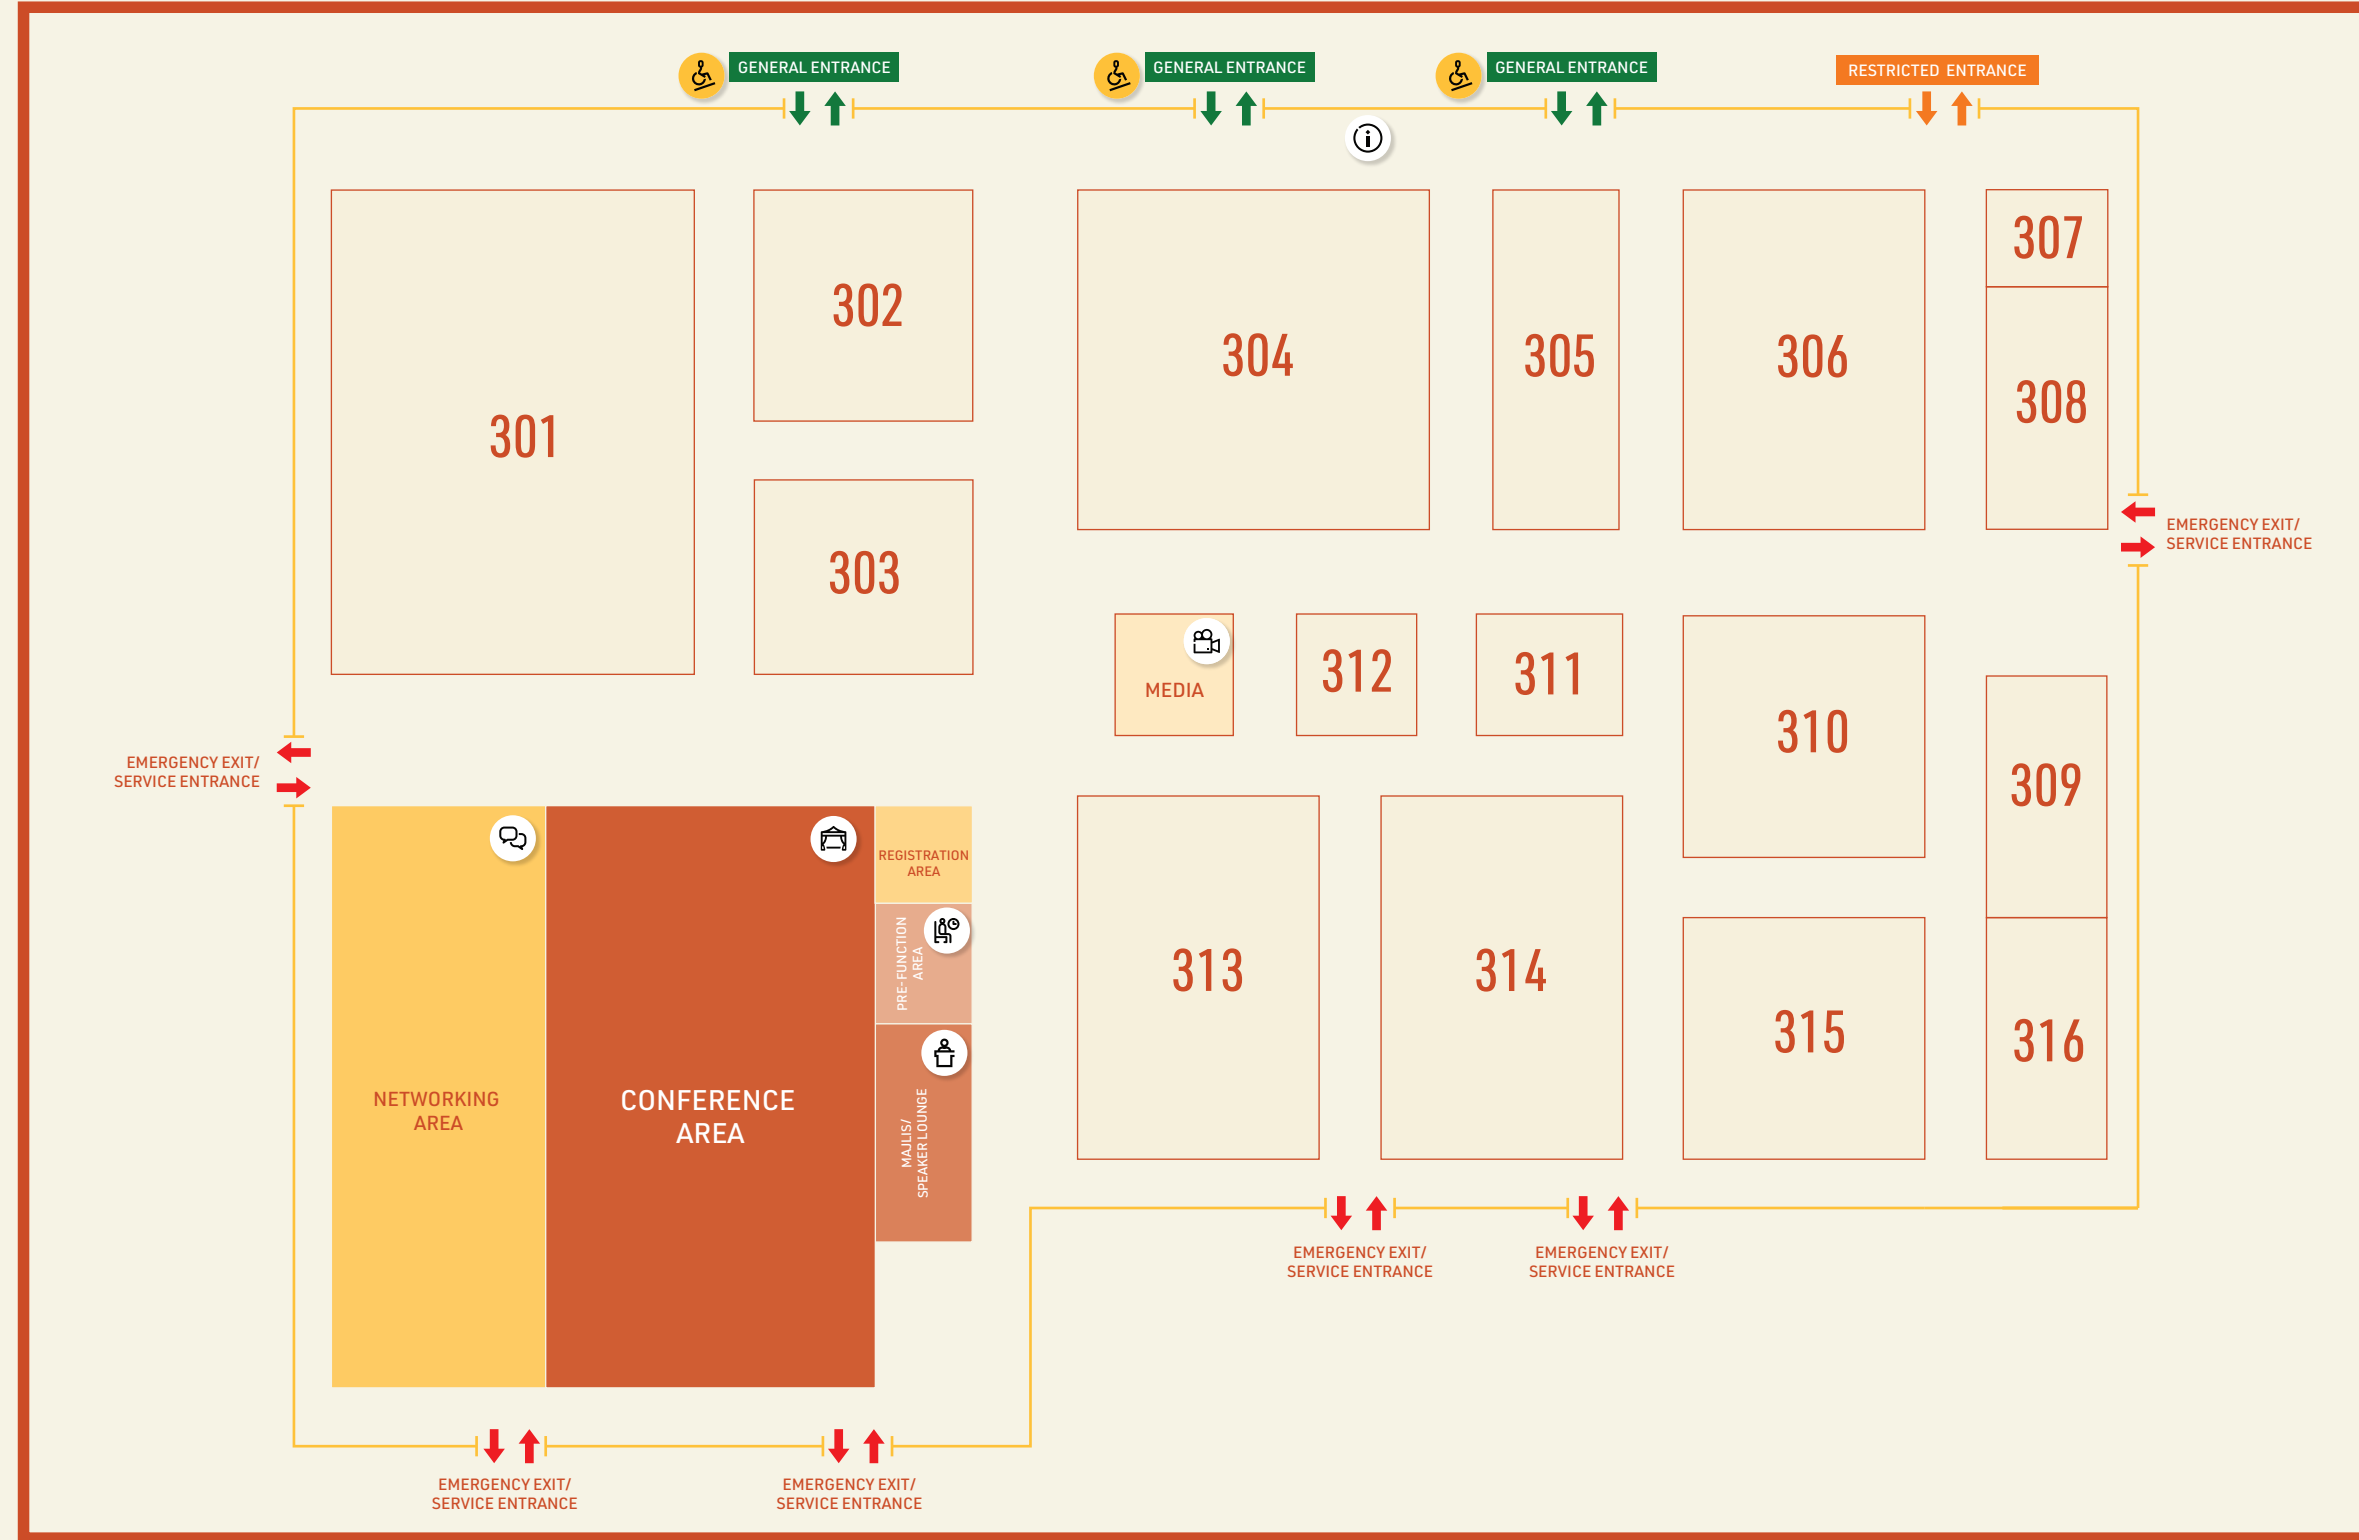 GENERAL ENTRANCE
GENERAL ENTRANCE
GENERAL ENTRANCE
RESTRICTED ENTRANCE
301
302
303
304
305
306
307
308
EMERGENCY EXIT/
SERVICE ENTRANCE
MEDIA
312
311
310
309
EMERGENCY EXIT/
SERVICE ENTRANCE
NETWORKING
AREA
CONFERENCE
AREA
REGISTRATION
AREA
PRE-FUNCTION
AREA
MAJLIS/
SPEAKER LOUNGE
313
314
315
316
EMERGENCY EXIT/
SERVICE ENTRANCE
EMERGENCY EXIT/
SERVICE ENTRANCE
EMERGENCY EXIT/
SERVICE ENTRANCE
EMERGENCY EXIT/
SERVICE ENTRANCE